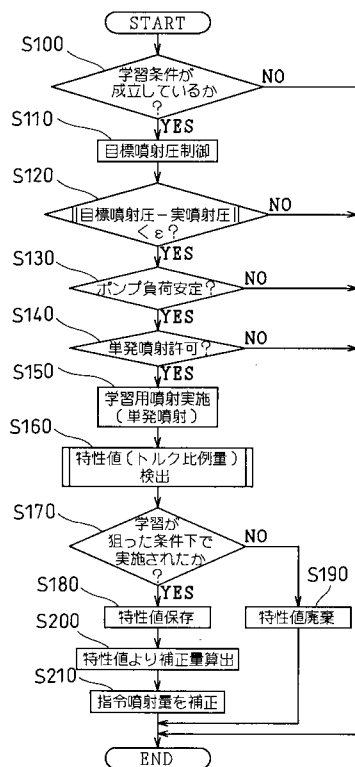 START
S100
学習条件が
成立しているか
?
NO
YES
S110
目標噴射圧制御
S120
||目標噴射圧－実噴射圧||
<ε?
NO
YES
S130
ポンプ負荷安定?
NO
YES
S140
単発噴射許可?
NO
YES
S150
学習用噴射実施
(単発噴射)
S160
特性値(トルク比例量)
検出
S170
学習が
狙った条件下で
実施されたか
?
NO
YES
S180
特性値保存
S190
特性値廃棄
S200
特性値より補正量算出
S210
指令噴射量を補正
END